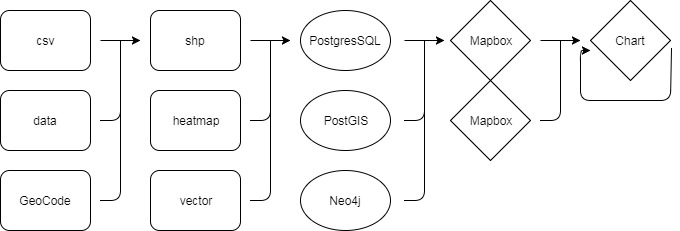 csv
shp
PostgresSQL
Mapbox
Chart
data
heatmap
PostGIS
Mapbox
GeoCode
vector
Neo4j